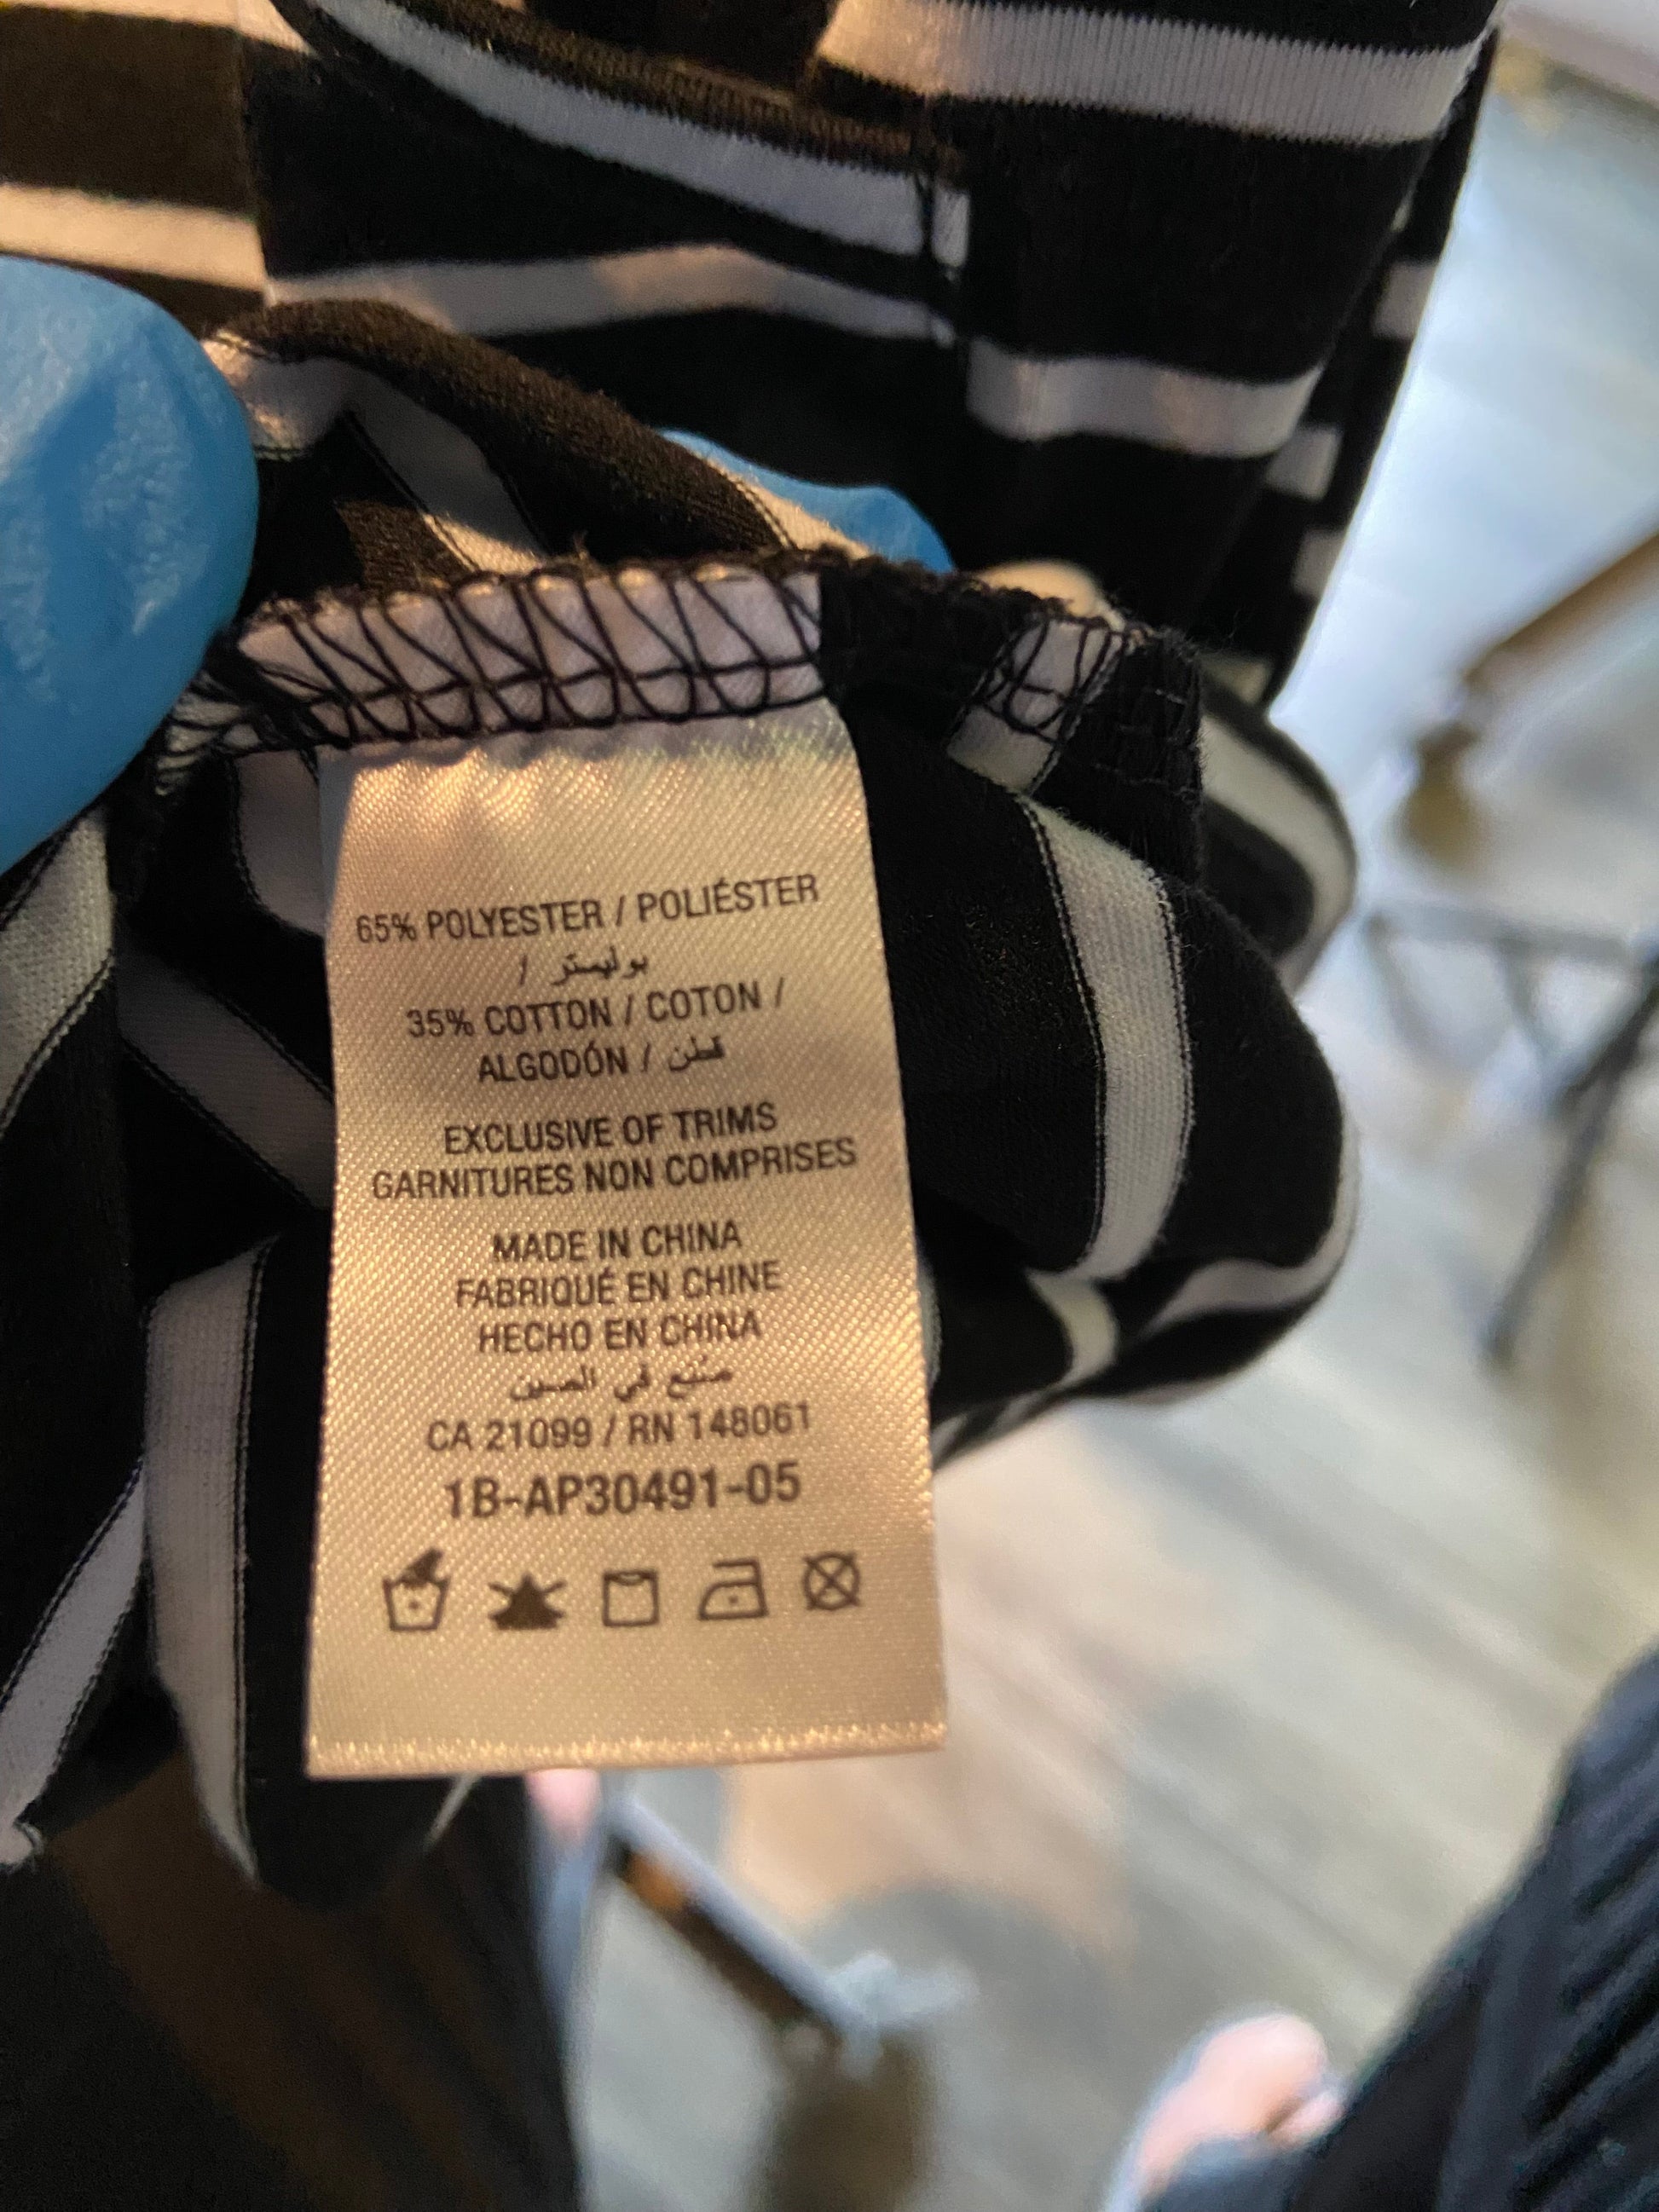 65% POLYESTER / POLIÉSTER
/ بوليستر
35% COTTON / COTON /
ALGODÓN / قطن
EXCLUSIVE OF TRIMS
GARNITURES NON COMPRISES
MADE IN CHINA
FABRIQUÉ EN CHINE
HECHO EN CHINA
صنع في الصين
CA 21099 / RN 148061
1B-AP30491-05